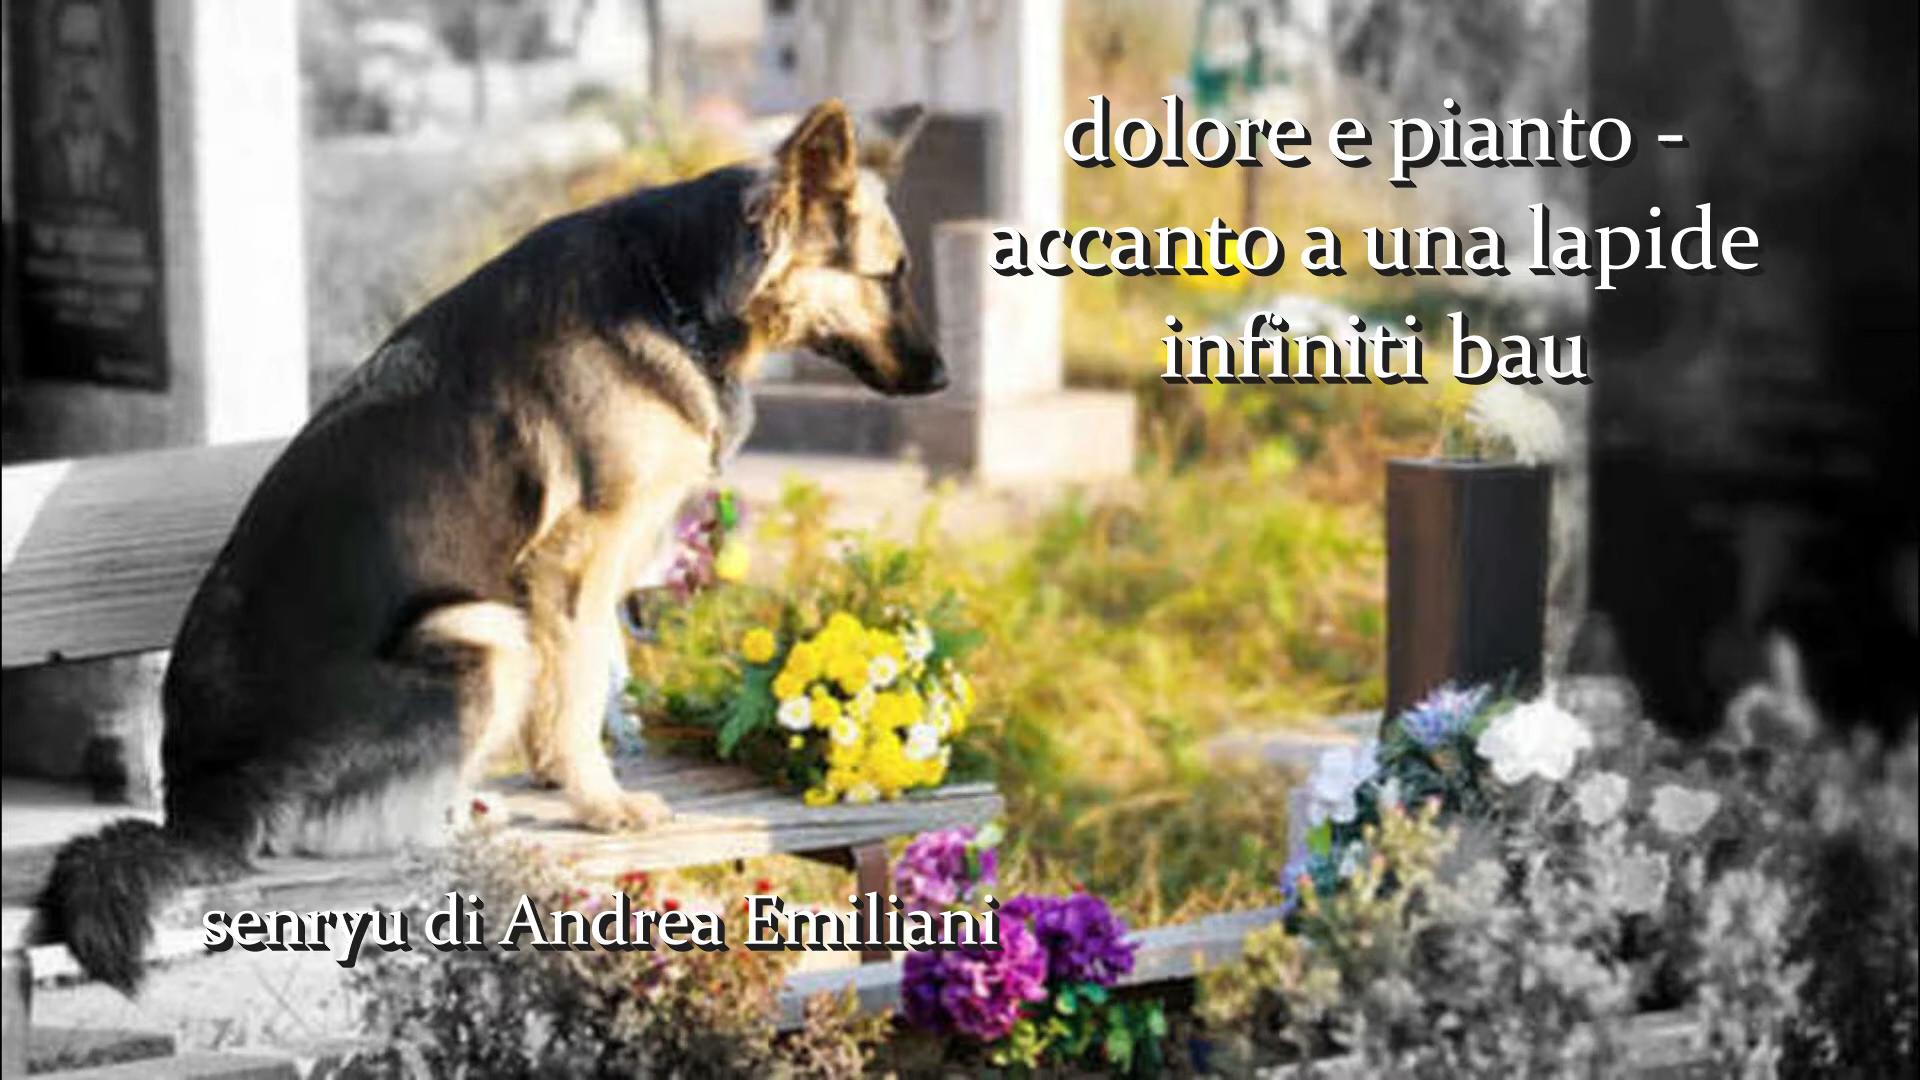 dolore e pianto -
accanto a una lapide
infiniti bau
senryu di Andrea Emiliani